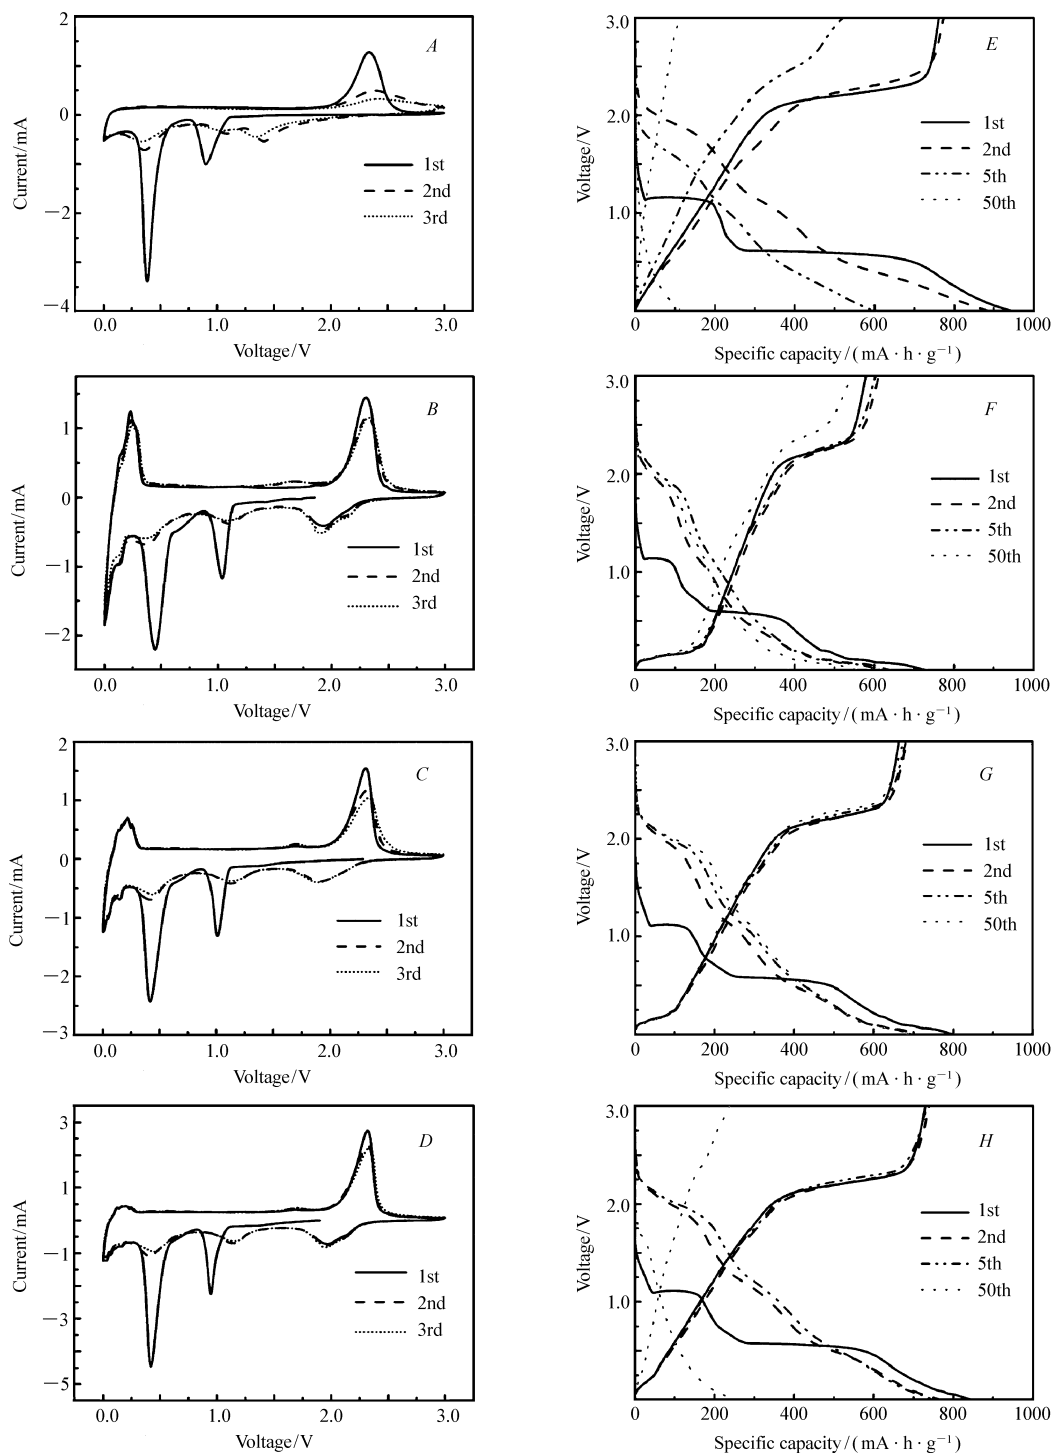 2
0
−2
−4
Current/mA
A
1st
2nd
3rd
0.0 1.0 2.0 3.0
Voltage/V
3.0
2.0
1.0
Voltage/V
E
1st
2nd
5th
50th
0 200 400 600 800 1000
Specific capacity/(mA·h·g⁻¹)
1
0
−1
−2
Current/mA
B
1st
2nd
3rd
0.0 1.0 2.0 3.0
Voltage/V
3.0
2.0
1.0
Voltage/V
F
1st
2nd
5th
50th
0 200 400 600 800 1000
Specific capacity/(mA·h·g⁻¹)
2
1
0
−1
−2
−3
Current/mA
C
1st
2nd
3rd
0.0 1.0 2.0 3.0
Voltage/V
3.0
2.0
1.0
Voltage/V
G
1st
2nd
5th
50th
0 200 400 600 800 1000
Specific capacity/(mA·h·g⁻¹)
3
1
−1
−3
−5
Current/mA
D
1st
2nd
3rd
0.0 1.0 2.0 3.0
Voltage/V
3.0
2.0
1.0
Voltage/V
H
1st
2nd
5th
50th
0 200 400 600 800 1000
Specific capacity/(mA·h·g⁻¹)